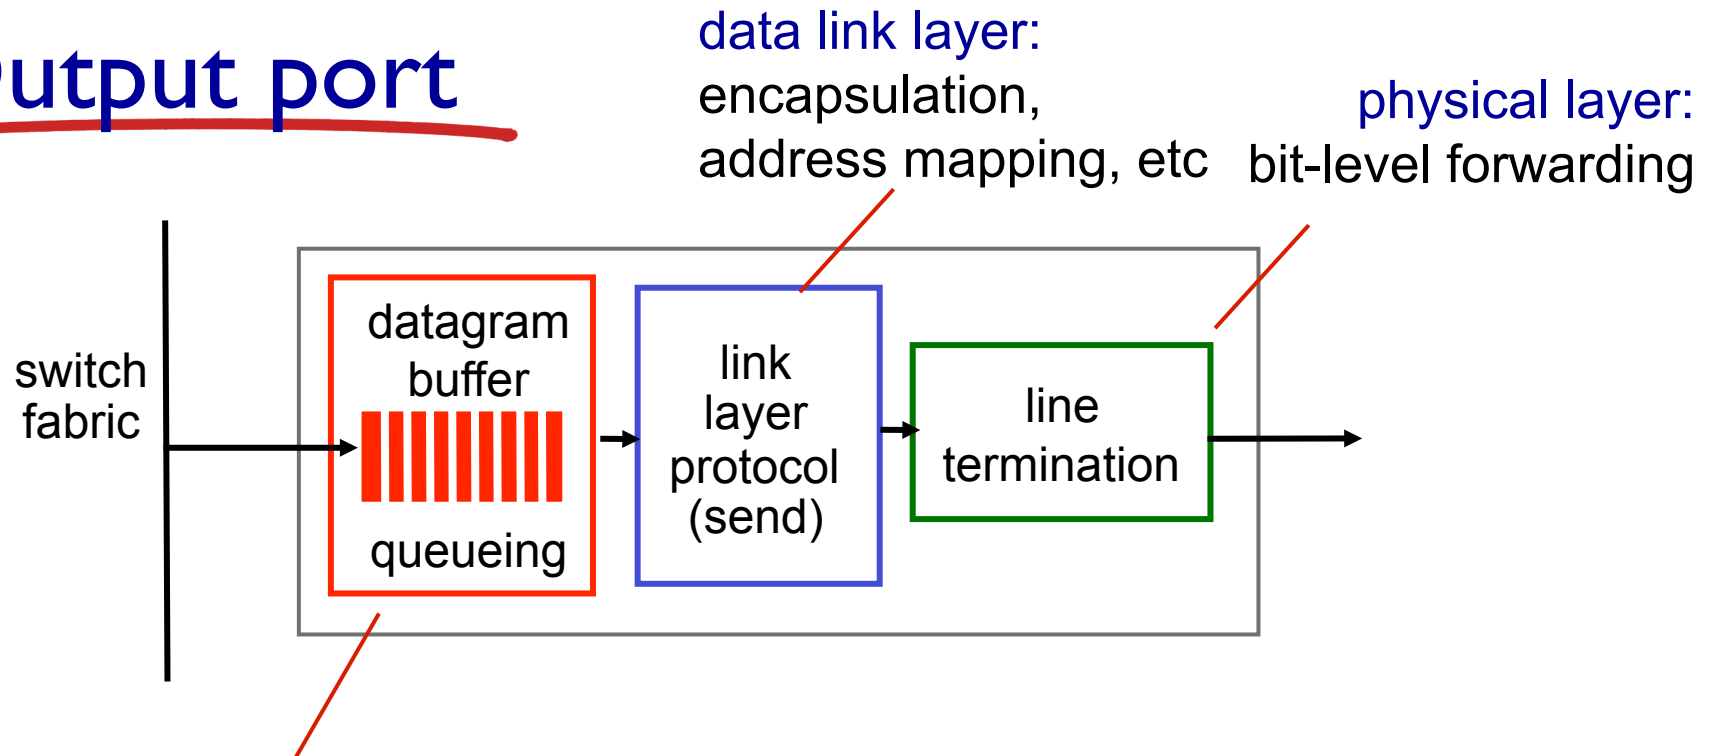 utput port
data link layer:
encapsulation,
address mapping, etc
physical layer:
bit-level forwarding
switch
fabric
datagram
buffer
queueing
link
layer
protocol
(send)
line
termination